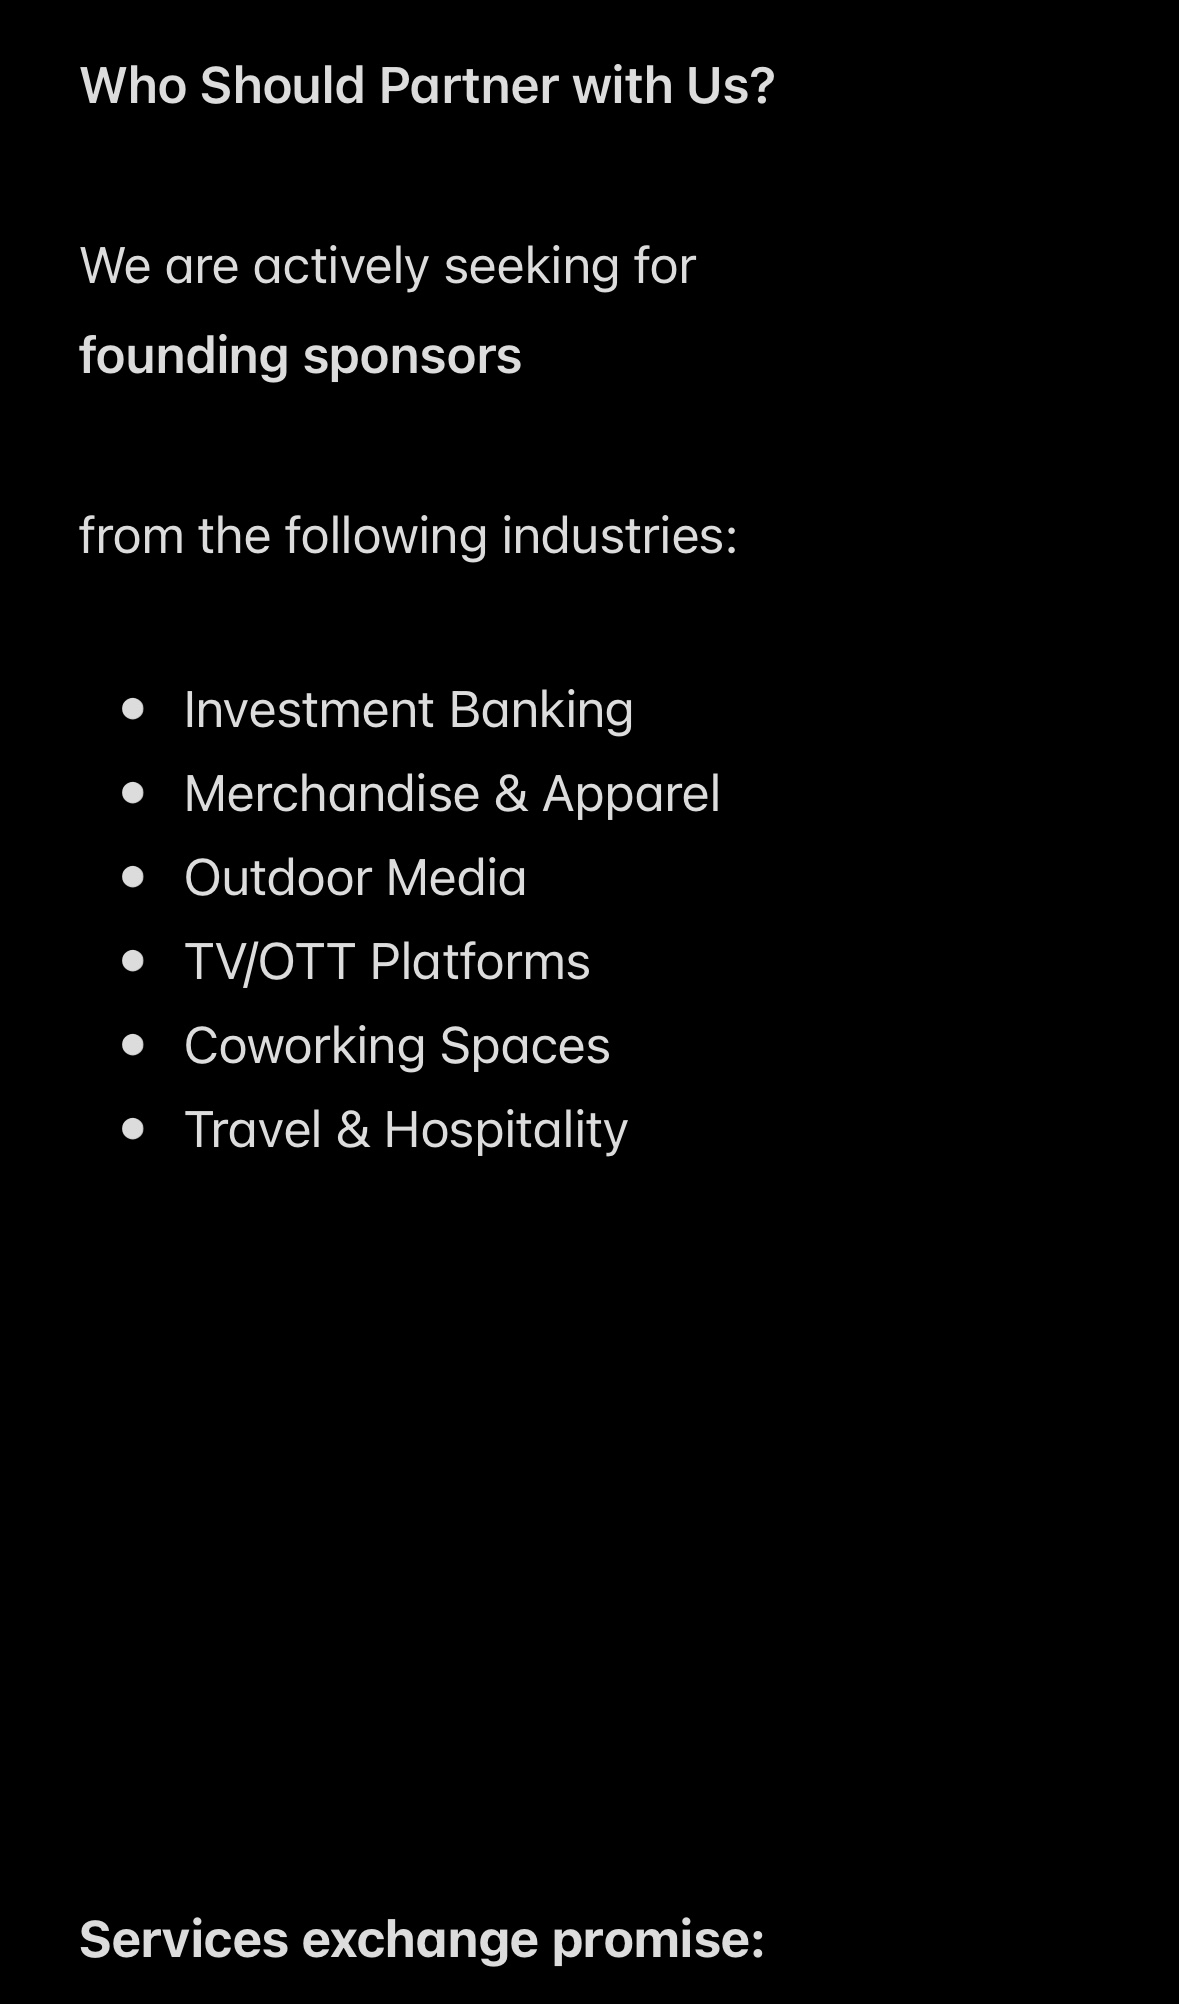 Who Should Partner with Us?
We are actively seeking for
founding sponsors
from the following industries:
• Investment Banking
• Merchandise & Apparel
• Outdoor Media
• TV/OTT Platforms
• Coworking Spaces
• Travel & Hospitality
Services exchange promise: